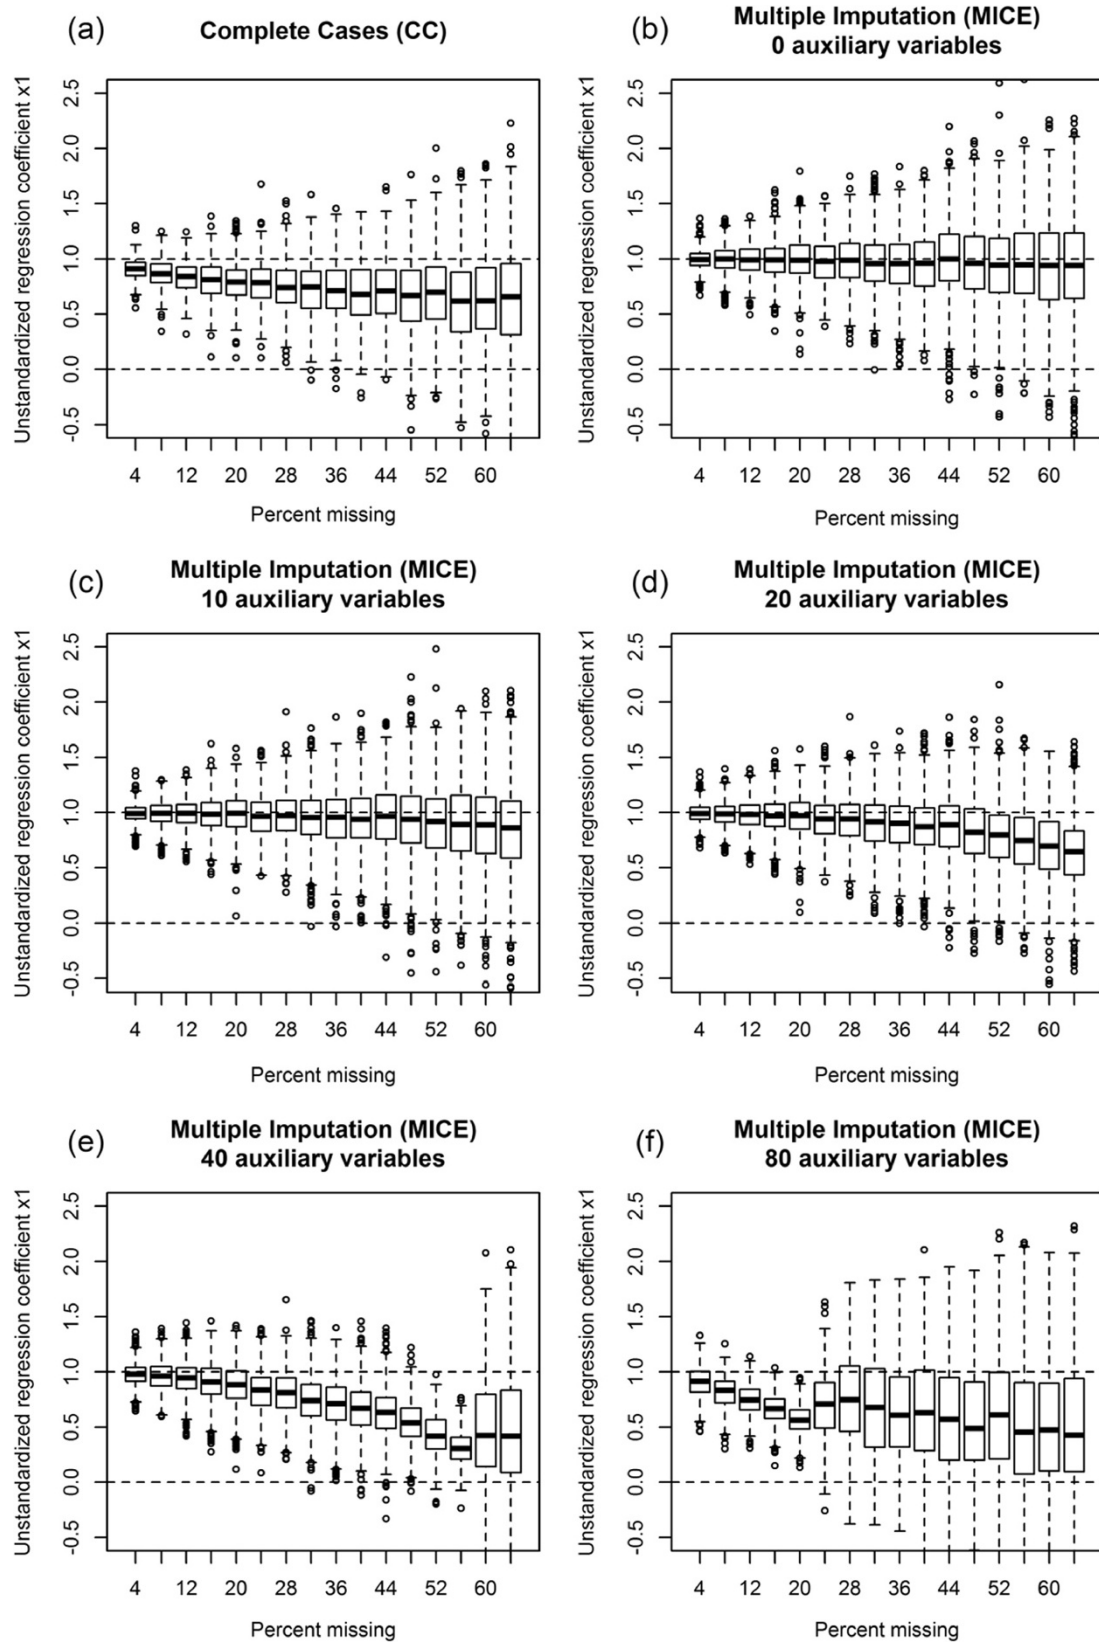 (a)
Complete Cases (CC)
Unstandardized regression coefficient x1
2.5
2.0
1.5
1.0
0.5
0.0
-0.5
4 12 20 28 36 44 52 60
Percent missing
(b)
Multiple Imputation (MICE)
0 auxiliary variables
Unstandardized regression coefficient x1
2.5
2.0
1.5
1.0
0.5
0.0
-0.5
4 12 20 28 36 44 52 60
Percent missing
(c)
Multiple Imputation (MICE)
10 auxiliary variables
Unstandardized regression coefficient x1
2.5
2.0
1.5
1.0
0.5
0.0
-0.5
4 12 20 28 36 44 52 60
Percent missing
(d)
Multiple Imputation (MICE)
20 auxiliary variables
Unstandardized regression coefficient x1
2.5
2.0
1.5
1.0
0.5
0.0
-0.5
4 12 20 28 36 44 52 60
Percent missing
(e)
Multiple Imputation (MICE)
40 auxiliary variables
Unstandardized regression coefficient x1
2.5
2.0
1.5
1.0
0.5
0.0
-0.5
4 12 20 28 36 44 52 60
Percent missing
(f)
Multiple Imputation (MICE)
80 auxiliary variables
Unstandardized regression coefficient x1
2.5
2.0
1.5
1.0
0.5
0.0
-0.5
4 12 20 28 36 44 52 60
Percent missing